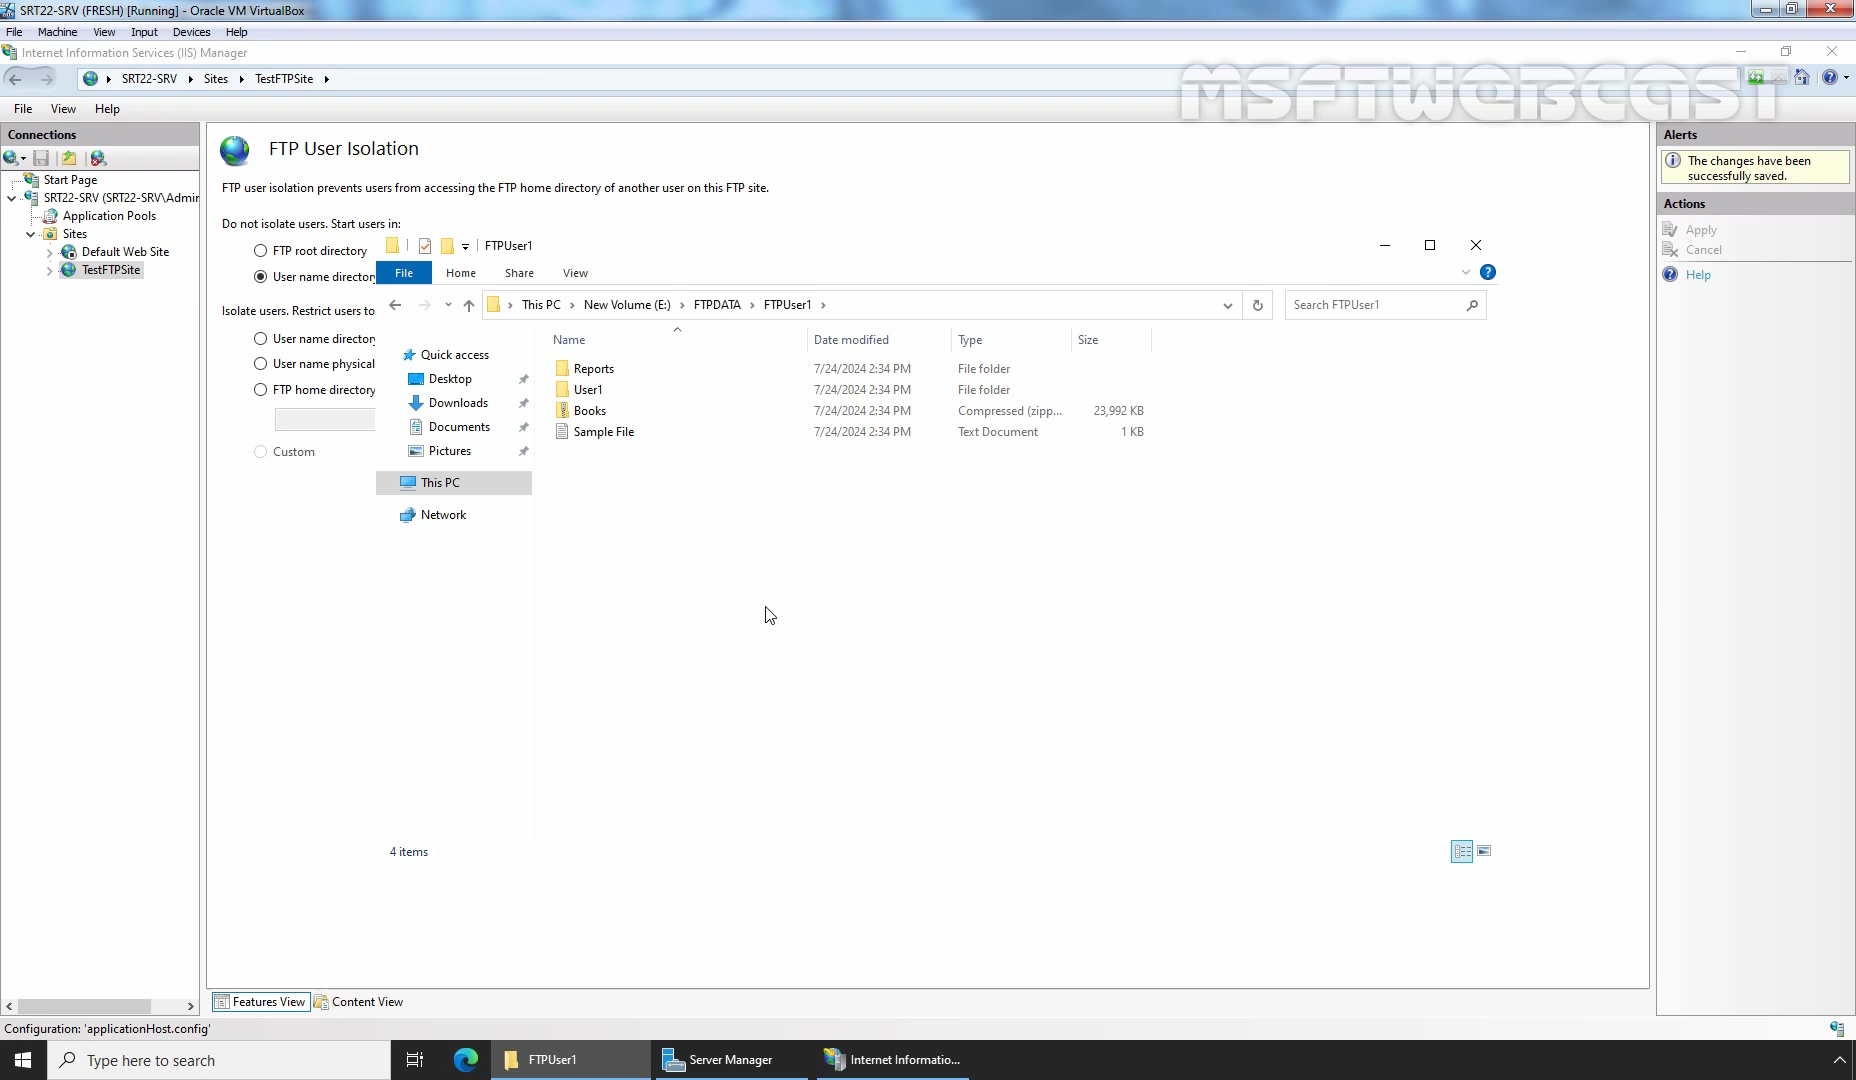 SRT22-SRV (FRESH) [Running] - Oracle VM VirtualBox
File Machine View Input Devices Help
Internet Information Services (IIS) Manager
SRT22-SRV Sites TestFTPSite
MSFTWEBCAST
File View Help
Connections
Start Page
SRT22-SRV (SRT22-SRV\Admir
Application Pools
Sites
Default Web Site
TestFTPSite
FTP User Isolation
FTP user isolation prevents users from accessing the FTP home directory of another user on this FTP site.
Do not isolate users. Start users in:
FTP root directory
User name directory
Isolate users. Restrict users to
User name directory
User name physical
FTP home directory
Custom
FTPUser1
File Home Share View
This PC New Volume (E:) FTPDATA FTPUser1
Search FTPUser1
Quick access
Desktop
Downloads
Documents
Pictures
This PC
Network
Name Date modified Type Size
Reports 7/24/2024 2:34 PM File folder
User1 7/24/2024 2:34 PM File folder
Books 7/24/2024 2:34 PM Compressed (zipp... 23,992 KB
Sample File 7/24/2024 2:34 PM Text Document 1 KB
4 items
Alerts
The changes have been
successfully saved.
Actions
Apply
Cancel
Help
Features View Content View
Configuration: 'applicationHost.config'
Type here to search
FTPUser1
Server Manager
Internet Informatio...